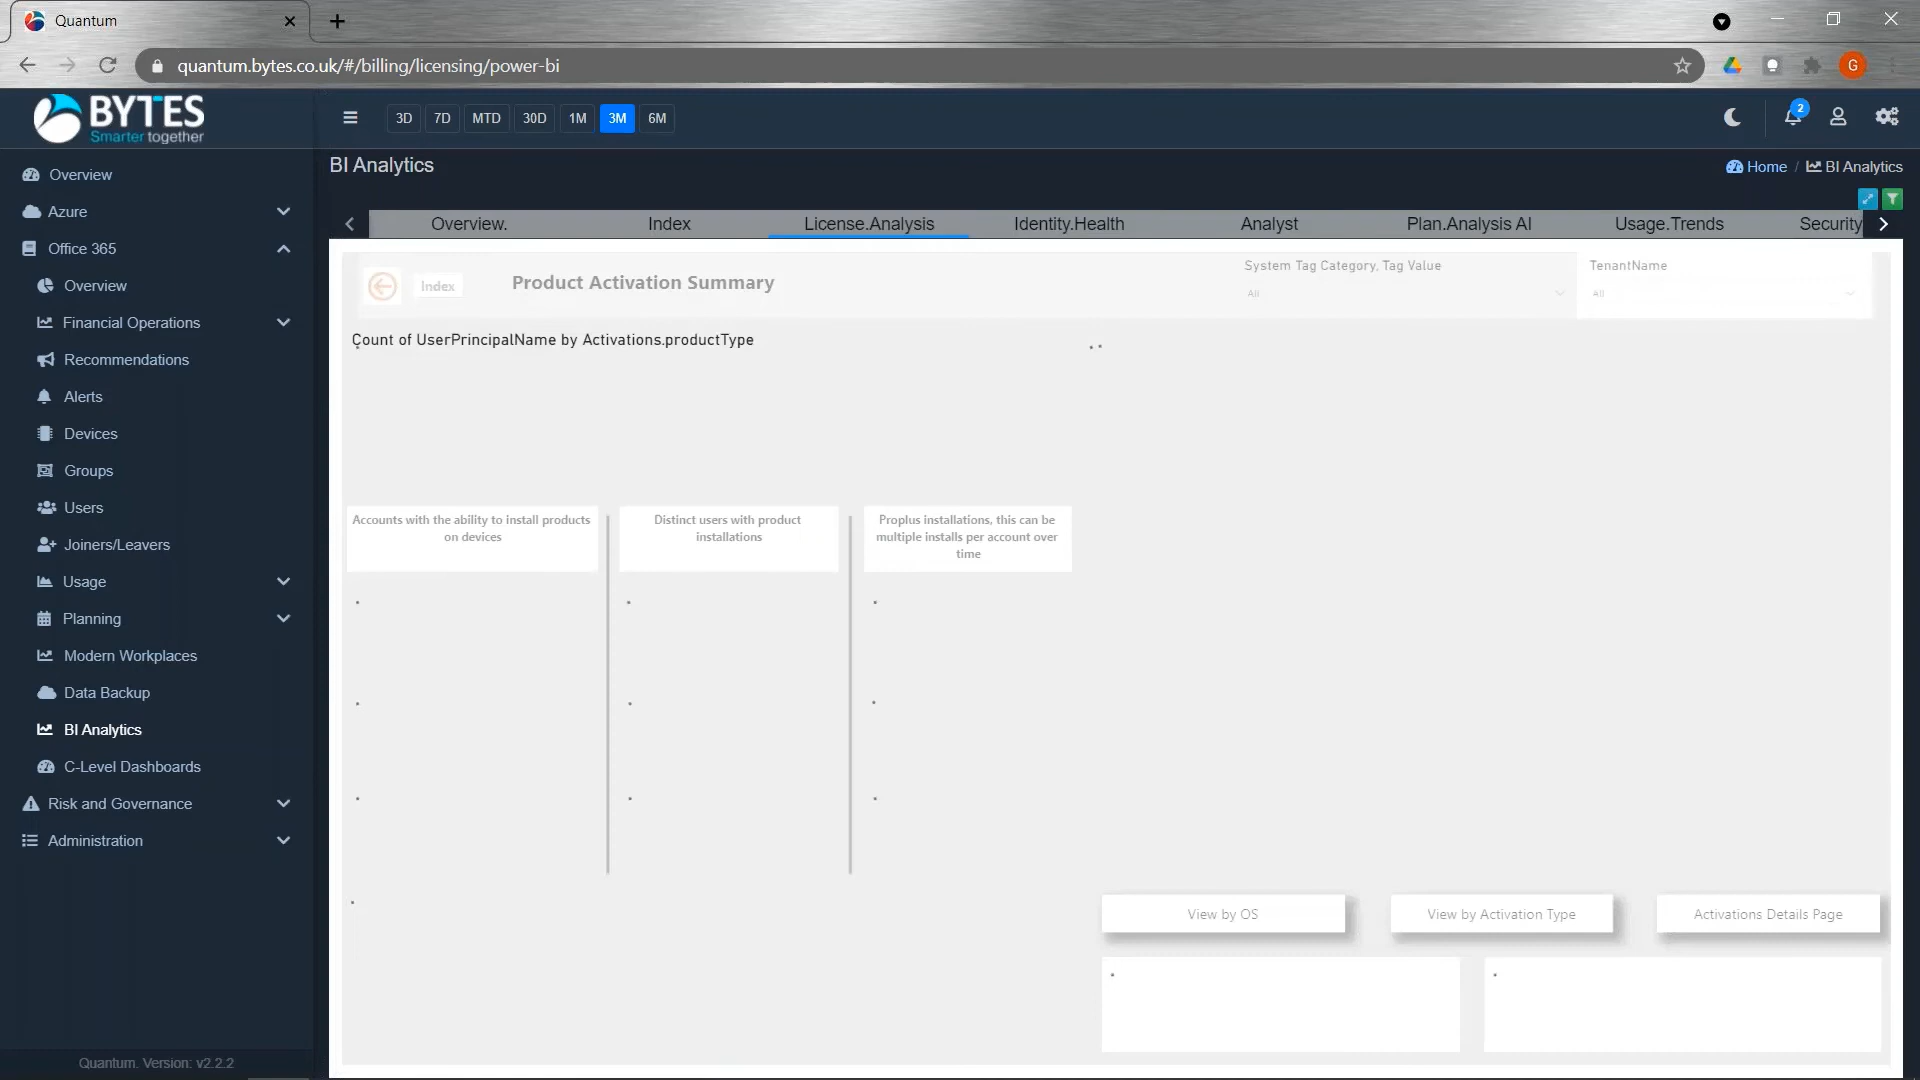 Quantum
quantum.bytes.co.uk/#/billing/licensing/power-bi
G
BYTES
Smarter together
3D 7D MTD 30D 1M 3M 6M
2
BI Analytics
Home / BI Analytics
Overview
Azure
Office 365
Overview
Financial Operations
Recommendations
Alerts
Devices
Groups
Users
Joiners/Leavers
Usage
Planning
Modern Workplaces
Data Backup
BI Analytics
C-Level Dashboards
Risk and Governance
Administration
Quantum. Version: v2.2.2
Overview. Index License.Analysis Identity.Health Analyst Plan.Analysis AI Usage.Trends Security
Index
Product Activation Summary
System Tag Category, Tag Value
All
TenantName
All
Count of UserPrincipalName by Activations.productType
Accounts with the ability to install products
on devices
Distinct users with product
installations
Proplus installations, this can be
multiple installs per account over
time
View by OS
View by Activation Type
Activations Details Page